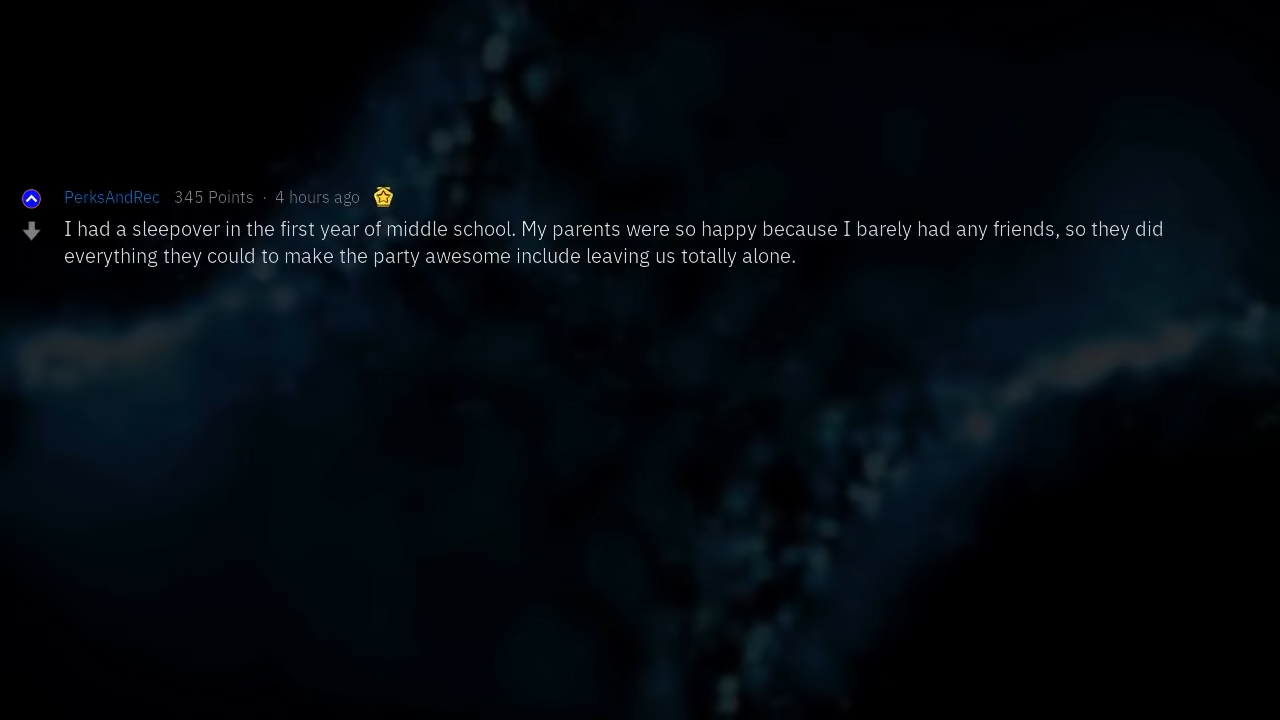 PerksAndRec 345 Points · 4 hours ago
I had a sleepover in the first year of middle school. My parents were so happy because I barely had any friends, so they did
everything they could to make the party awesome include leaving us totally alone.